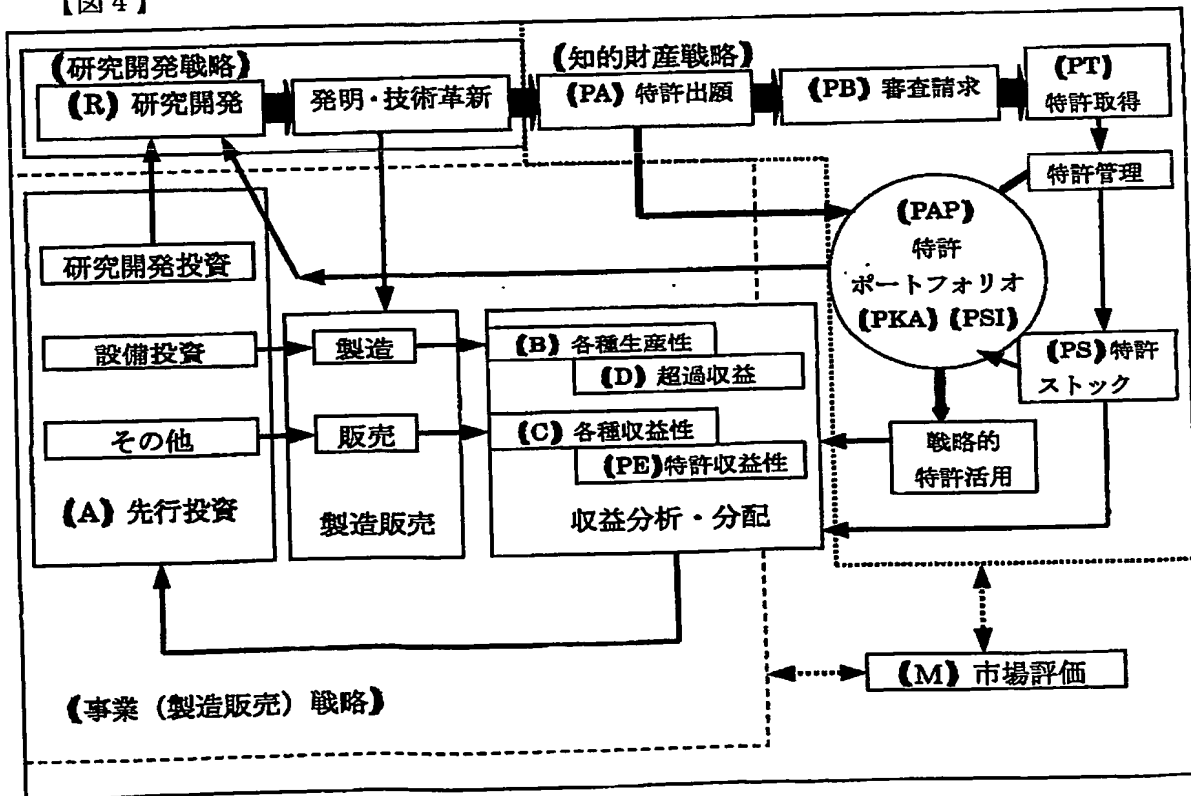 【図4】
【研究開発戦略】
(R) 研究開発
発明・技術革新
【知的財産戦略】
(PA) 特許出願
(PB) 審査請求
(PT)
特許取得
特許管理
(PAP)
特許
ポートフォリオ
(PKA) (PSI)
(PS) 特許
ストック
戦略的
特許活用
研究開発投資
設備投資
その他
(A) 先行投資
製造
販売
製造販売
(B) 各種生産性
(D) 超過収益
(C) 各種収益性
(PE) 特許収益性
収益分析・分配
(M) 市場評価
【事業（製造販売）戦略】